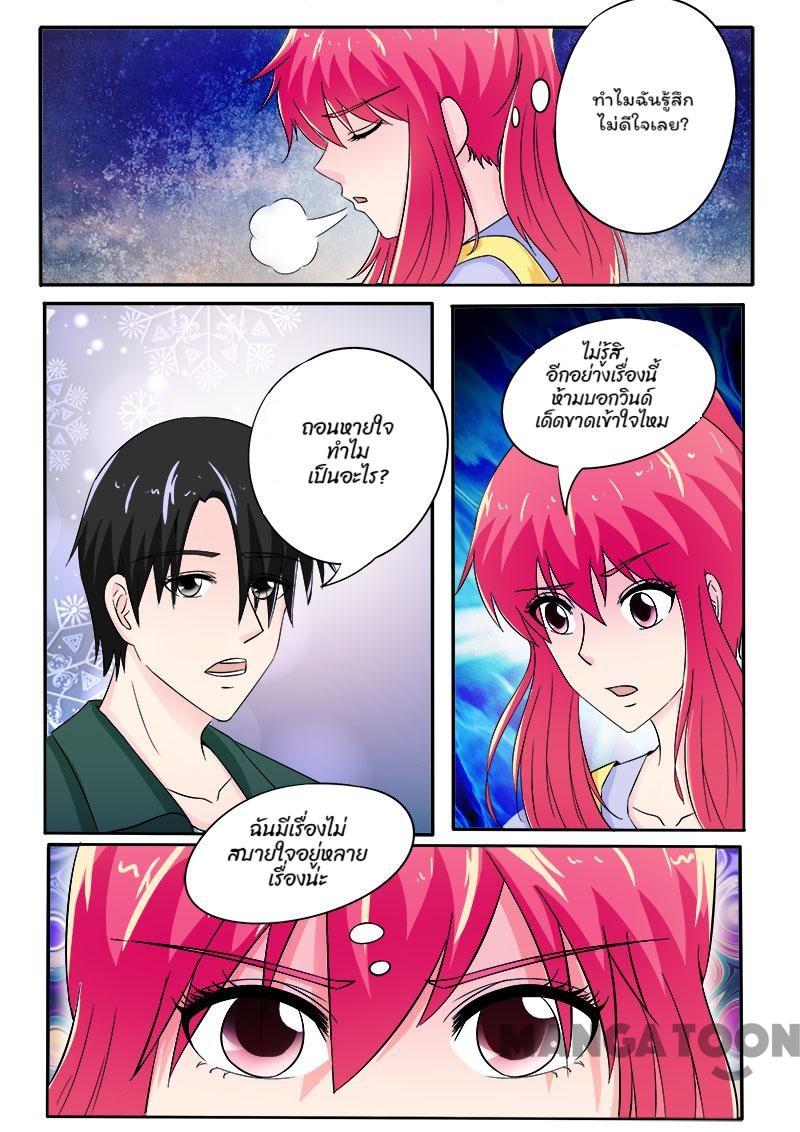 ทำไมฉันรู้สึก
ไม่ดีใจเลย?
ถอนหายใจ
ทำไม
เป็นอะไร?
ไม่รู้สิ
อีกอย่างเรื่องนี้
ห้ามบอกวินด์
เด็ดขาดเข้าใจไหม
ฉันมีเรื่องไม่
สบายใจอยู่หลาย
เรื่องน่ะ
MANGATOON